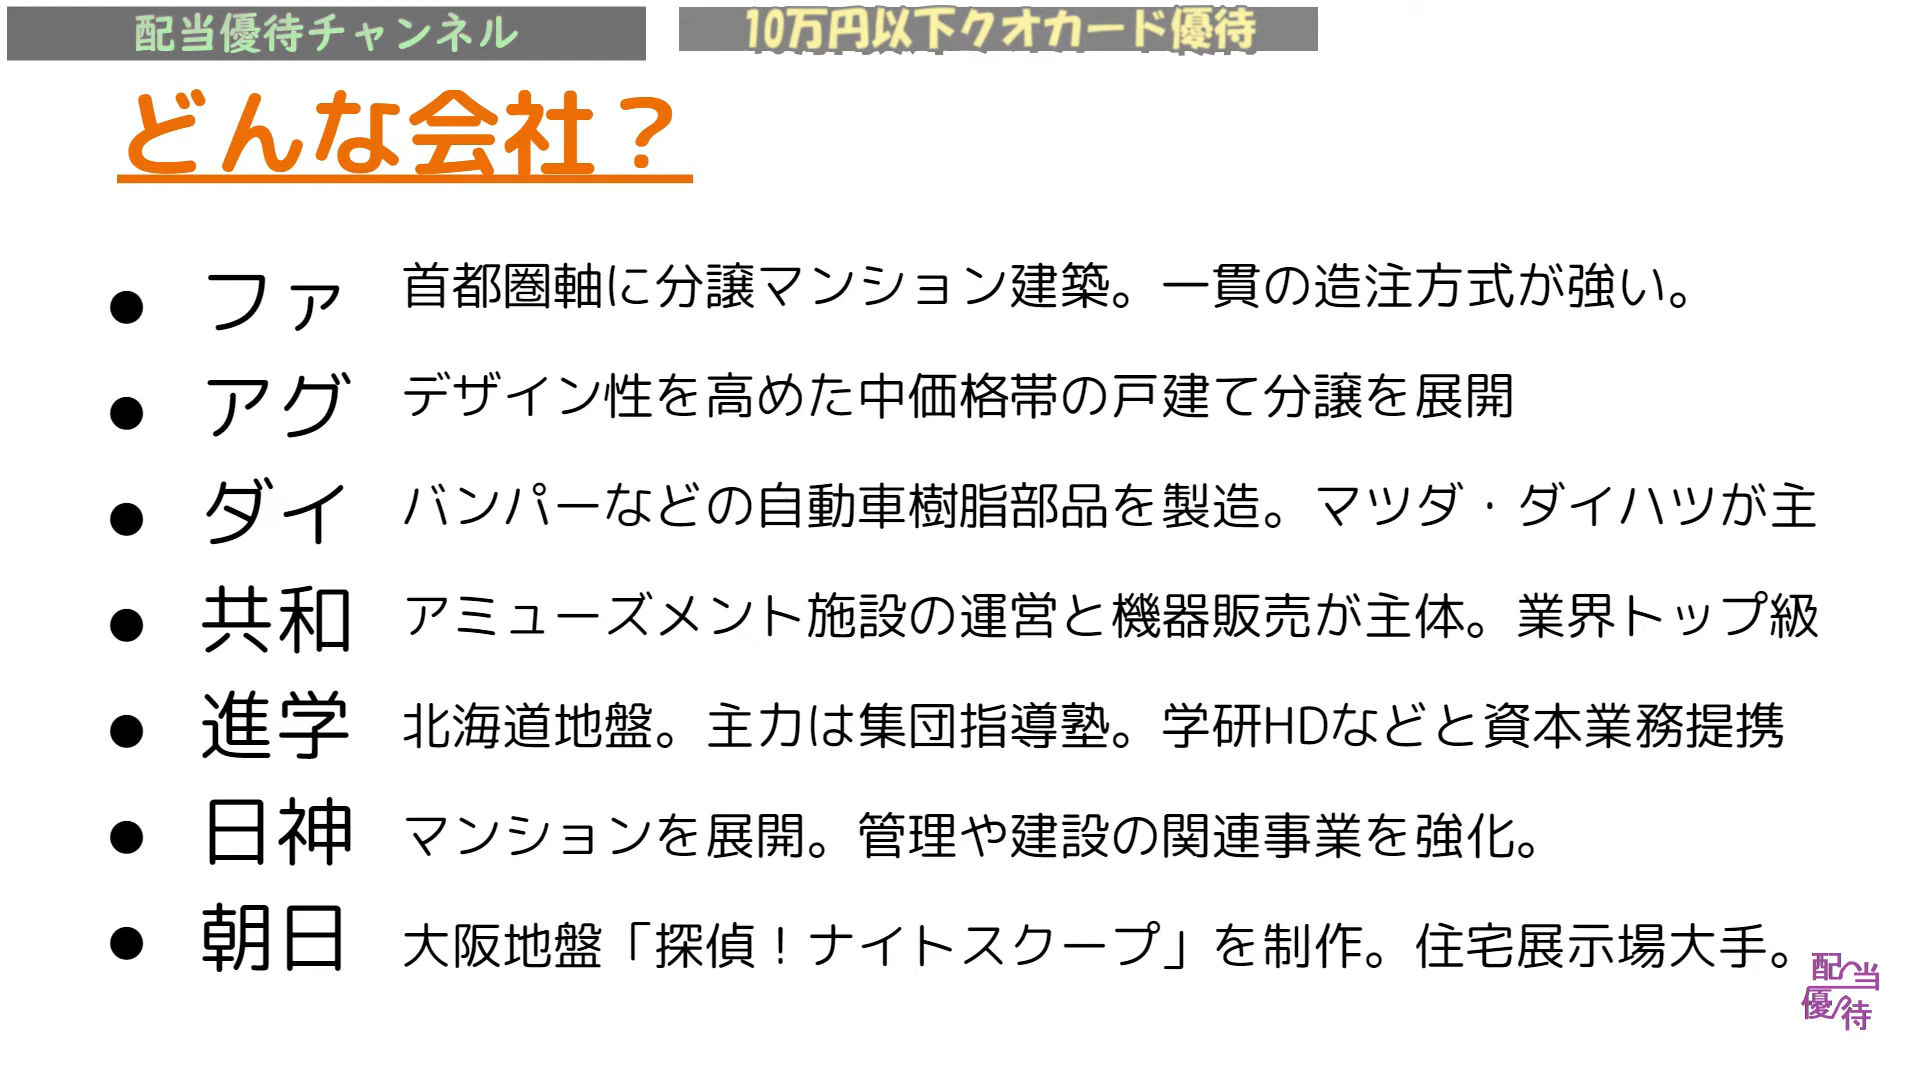 配当優待チャンネル
10万円以下クオカード優待
どんな会社？
● ファ 首都圏軸に分譲マンション建築。一貫の造注方式が強い。
● アグ デザイン性を高めた中価格帯の戸建て分譲を展開
● ダイ バンパーなどの自動車樹脂部品を製造。マツダ・ダイハツが主
● 共和 アミューズメント施設の運営と機器販売が主体。業界トップ級
● 進学 北海道地盤。主力は集団指導塾。学研HDなどと資本業務提携
● 日神 マンションを展開。管理や建設の関連事業を強化。
● 朝日 大阪地盤「探偵！ナイトスクープ」を制作。住宅展示場大手。
配当
優待